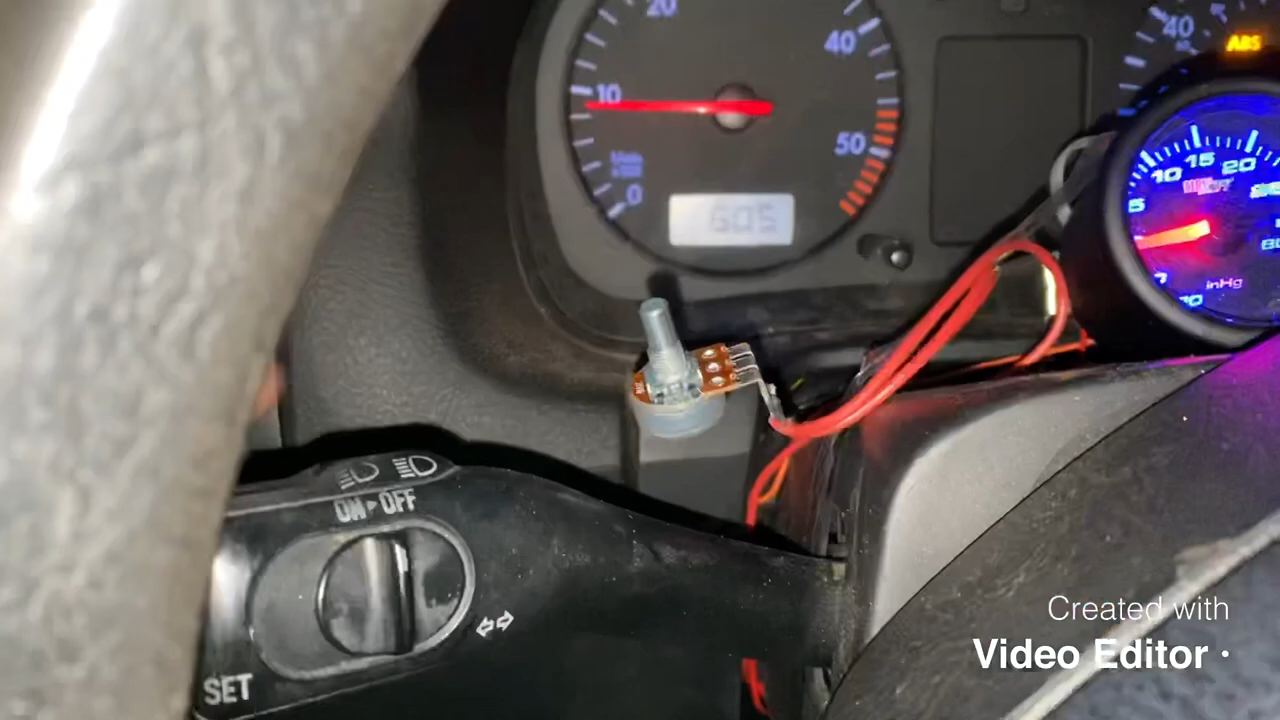 20
40
10
50
0
605
40
ABS
5
10
15
20
inHg
ON▸OFF
SET
Created with
Video Editor ·